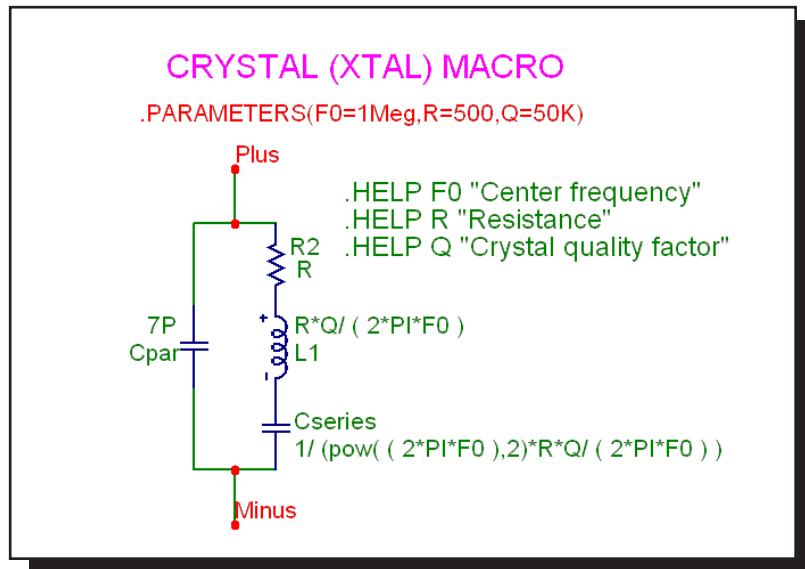 CRYSTAL (XTAL) MACRO
.PARAMETERS(F0=1Meg,R=500,Q=50K)
Plus
.HELP F0 "Center frequency"
.HELP R "Resistance"
.HELP Q "Crystal quality factor"
R2
R
7P
Cpar
+
R*Q/ ( 2*PI*F0 )
L1
-
Cseries
1/ (pow( ( 2*PI*F0 ),2)*R*Q/ ( 2*PI*F0 ) )
Minus